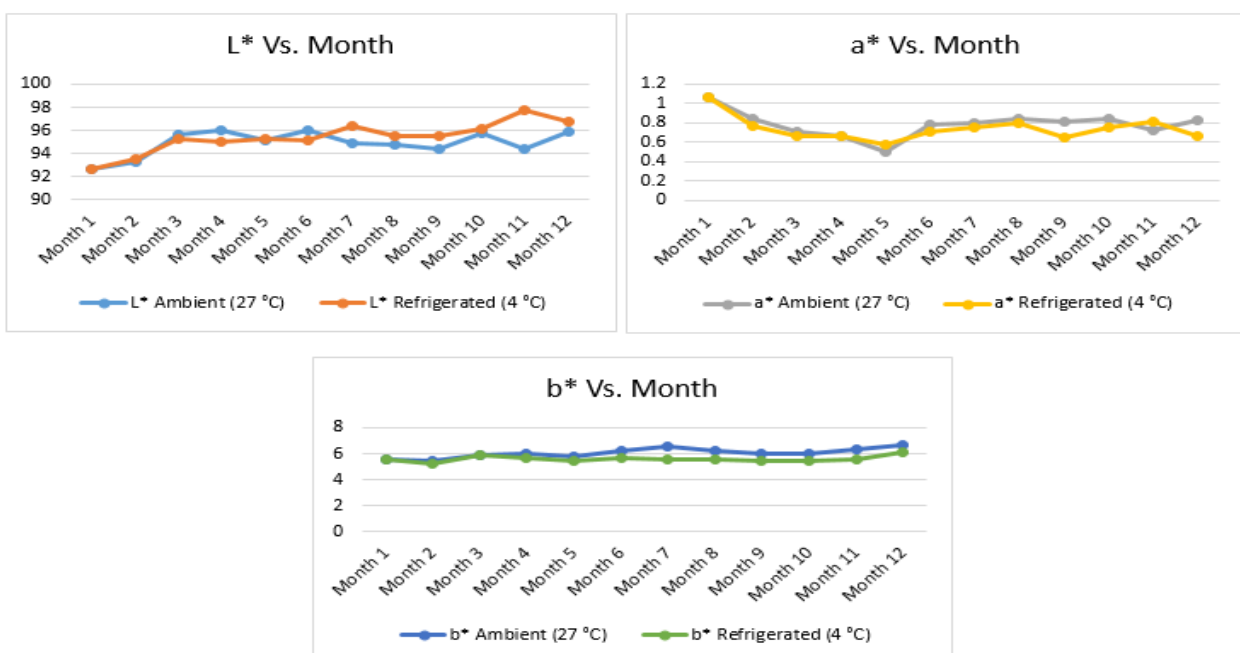 L* Vs. Month
100
98
96
94
92
90
Month 1
Month 2
Month 3
Month 4
Month 5
Month 6
Month 7
Month 8
Month 9
Month 10
Month 11
Month 12
L* Ambient (27 °C) L* Refrigerated (4 °C)
a* Vs. Month
1.2
1
0.8
0.6
0.4
0.2
0
Month 1
Month 2
Month 3
Month 4
Month 5
Month 6
Month 7
Month 8
Month 9
Month 10
Month 11
Month 12
a* Ambient (27 °C) a* Refrigerated (4 °C)
b* Vs. Month
8
6
4
2
0
Month 1
Month 2
Month 3
Month 4
Month 5
Month 6
Month 7
Month 8
Month 9
Month 10
Month 11
Month 12
b* Ambient (27 °C) b* Refrigerated (4 °C)